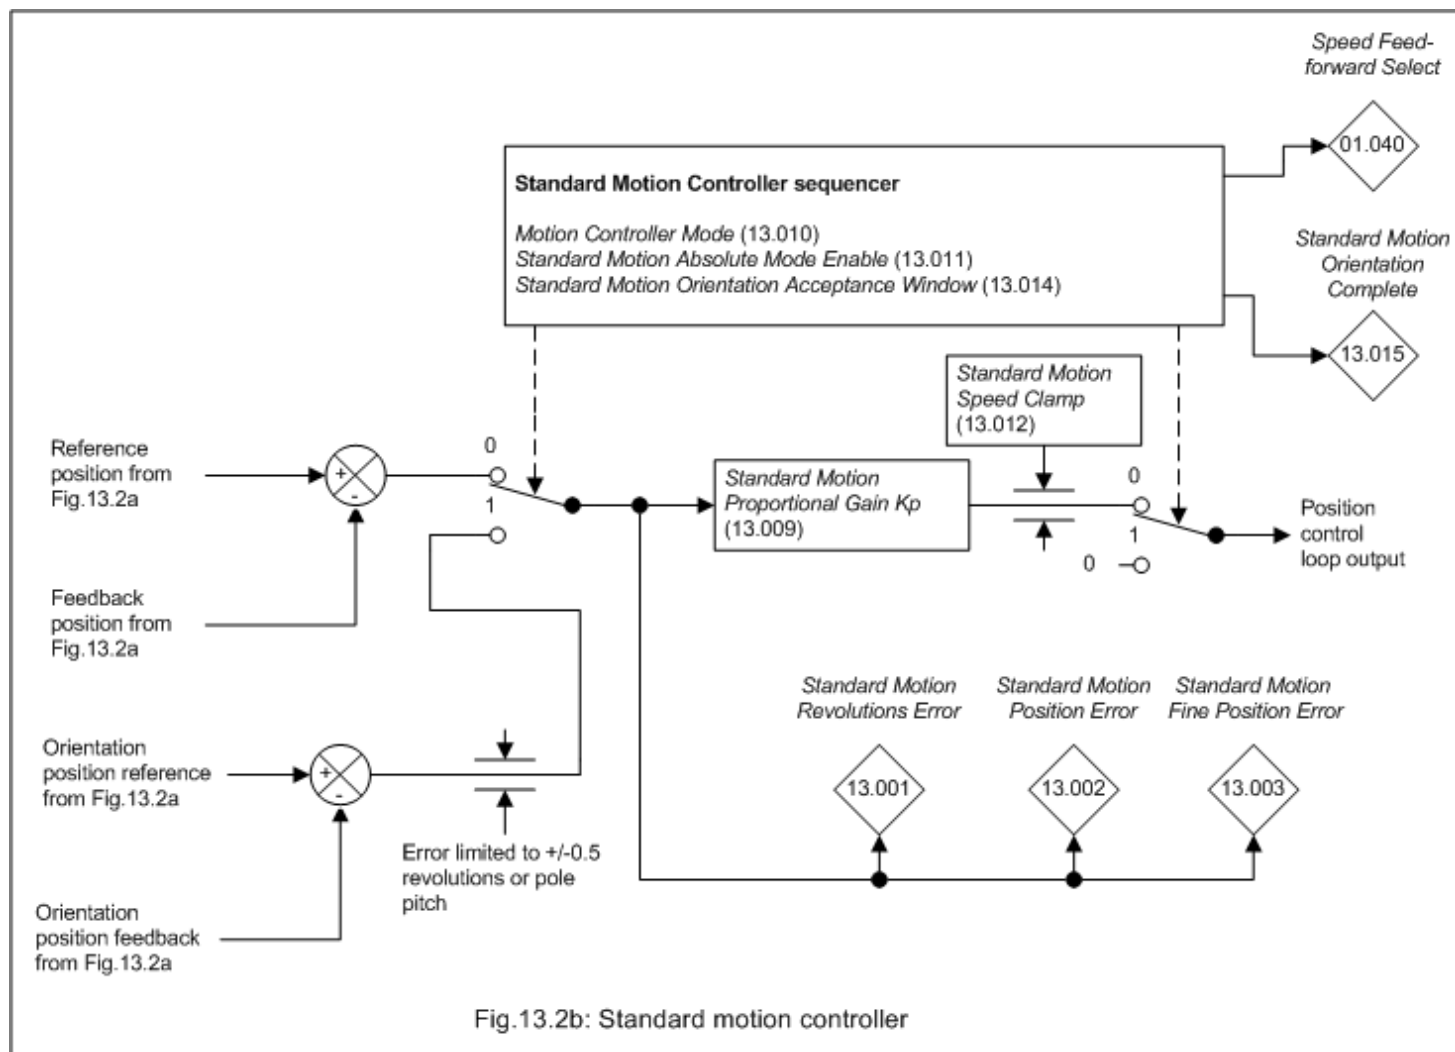 Speed Feed-
forward Select
01.040
Standard Motion Controller sequencer
Motion Controller Mode (13.010)
Standard Motion Absolute Mode Enable (13.011)
Standard Motion Orientation Acceptance Window (13.014)
Standard Motion
Orientation
Complete
13.015
Standard Motion
Speed Clamp
(13.012)
Reference
position from
Fig.13.2a
+
-
0
1
Standard Motion
Proportional Gain Kp
(13.009)
0
1
0
Position
control
loop output
Feedback
position from
Fig.13.2a
Standard Motion
Revolutions Error
Standard Motion
Position Error
Standard Motion
Fine Position Error
13.001
13.002
13.003
Orientation
position reference
from Fig.13.2a
+
-
Error limited to +/-0.5
revolutions or pole
pitch
Orientation
position feedback
from Fig.13.2a
Fig.13.2b: Standard motion controller